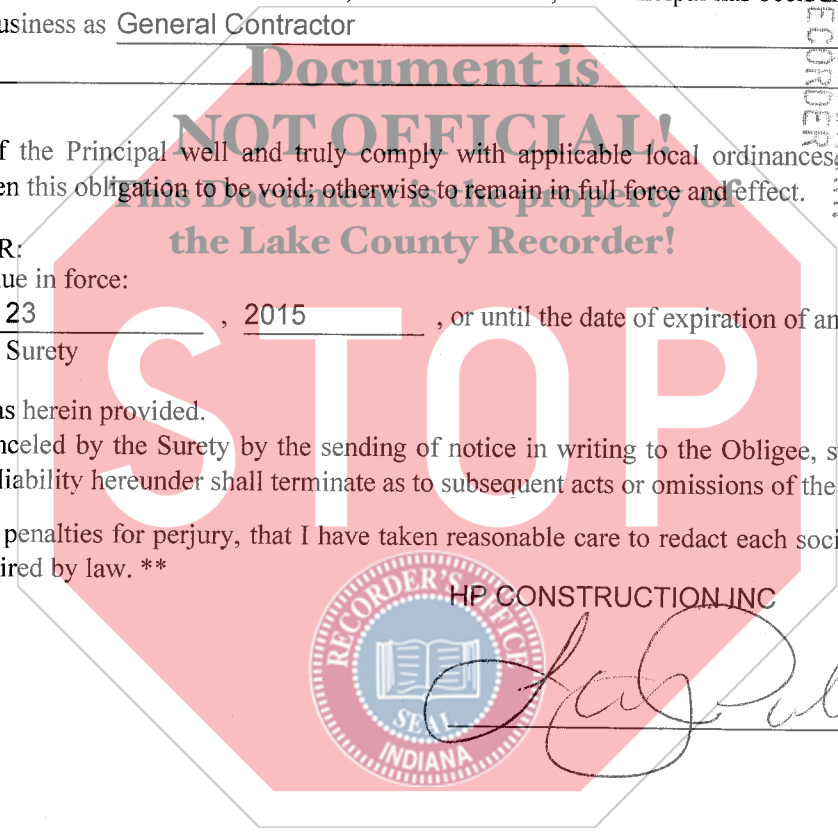 usiness as General Contractor
Document is
NOT OFFICIAL!
f the Principal well and truly comply with applicable local ordinances,
en this obligation to be void; otherwise to remain in full force and effect.
This Document is the property of
the Lake County Recorder!
R:
ue in force:
23 , 2015 , or until the date of expiration of an
Surety
as herein provided.
nceled by the Surety by the sending of notice in writing to the Obligee, s
liability hereunder shall terminate as to subsequent acts or omissions of the
penalties for perjury, that I have taken reasonable care to redact each soci
ired by law. **
HP CONSTRUCTION INC
STOP
RECORDER'S OFFICE
SEAL
INDIANA
ECORDER